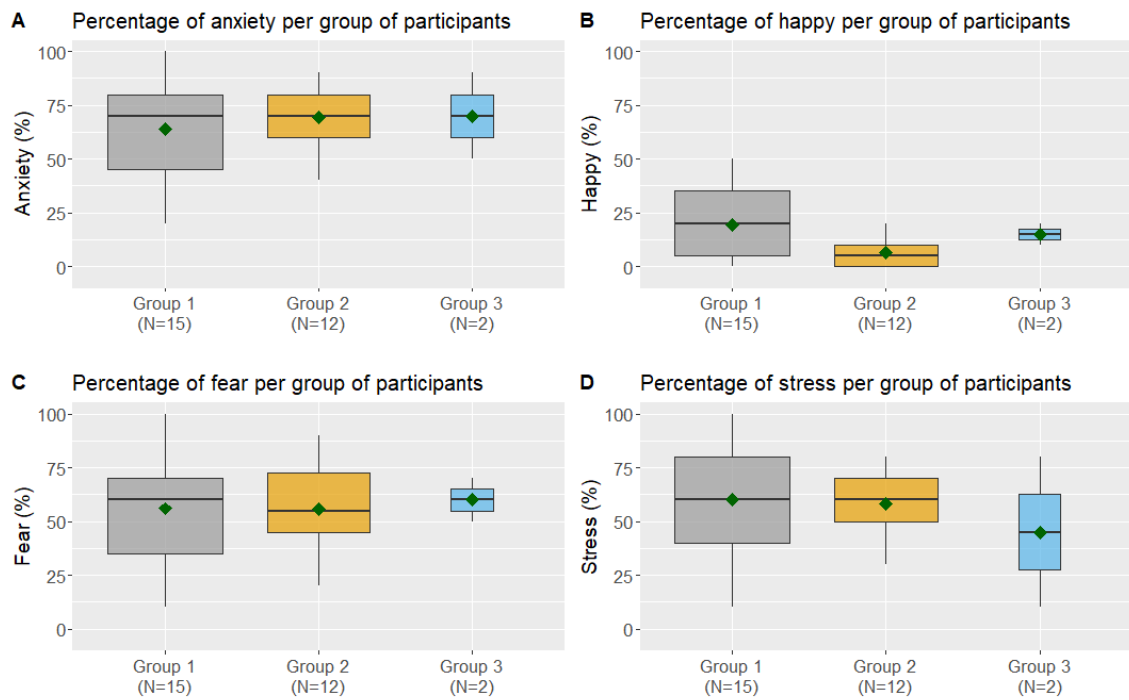 A Percentage of anxiety per group of participants
Anxiety (%)
100
75
50
25
0
Group 1 Group 2 Group 3
(N=15) (N=12) (N=2)
B Percentage of happy per group of participants
Happy (%)
100
75
50
25
0
Group 1 Group 2 Group 3
(N=15) (N=12) (N=2)
C Percentage of fear per group of participants
Fear (%)
100
75
50
25
0
Group 1 Group 2 Group 3
(N=15) (N=12) (N=2)
D Percentage of stress per group of participants
Stress (%)
100
75
50
25
0
Group 1 Group 2 Group 3
(N=15) (N=12) (N=2)